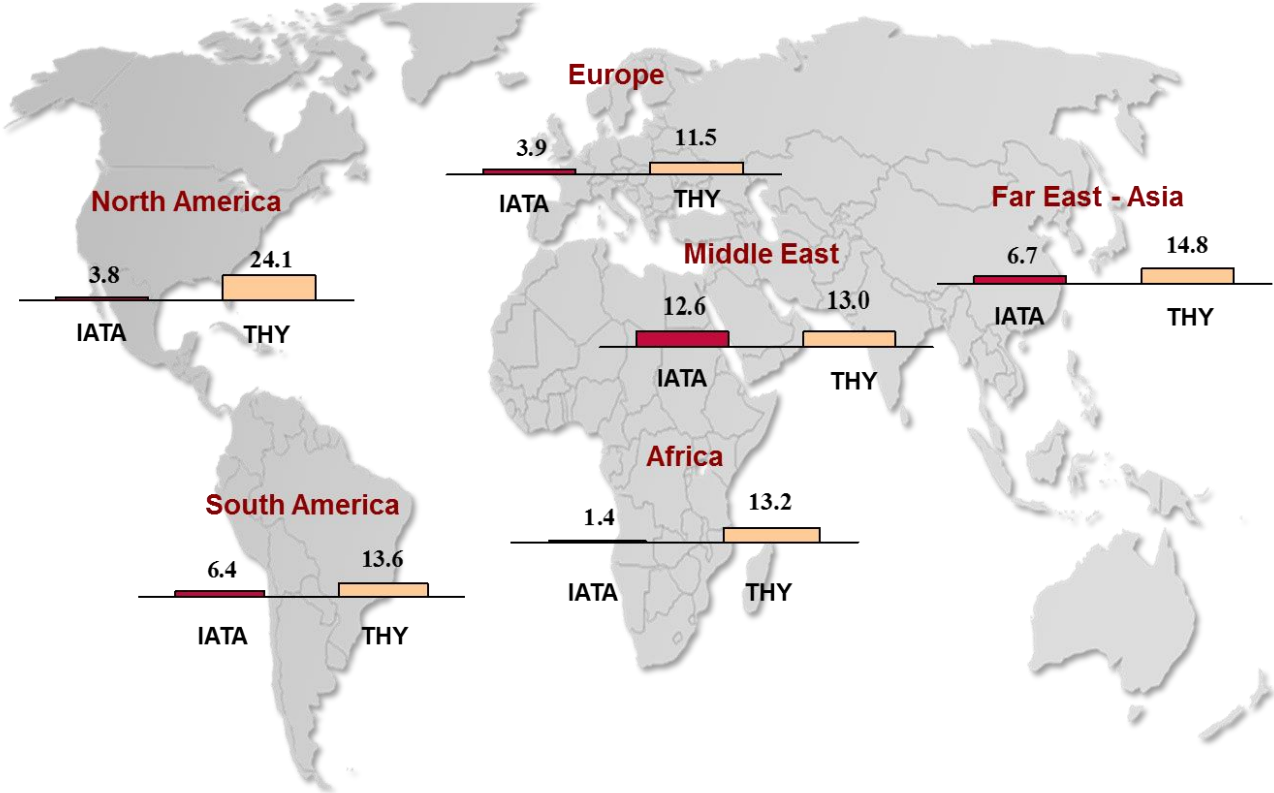 Europe
3.9 11.5
IATA THY
North America
3.8 24.1
IATA THY
Far East - Asia
6.7 14.8
IATA THY
Middle East
12.6 13.0
IATA THY
Africa
1.4 13.2
IATA THY
South America
6.4 13.6
IATA THY